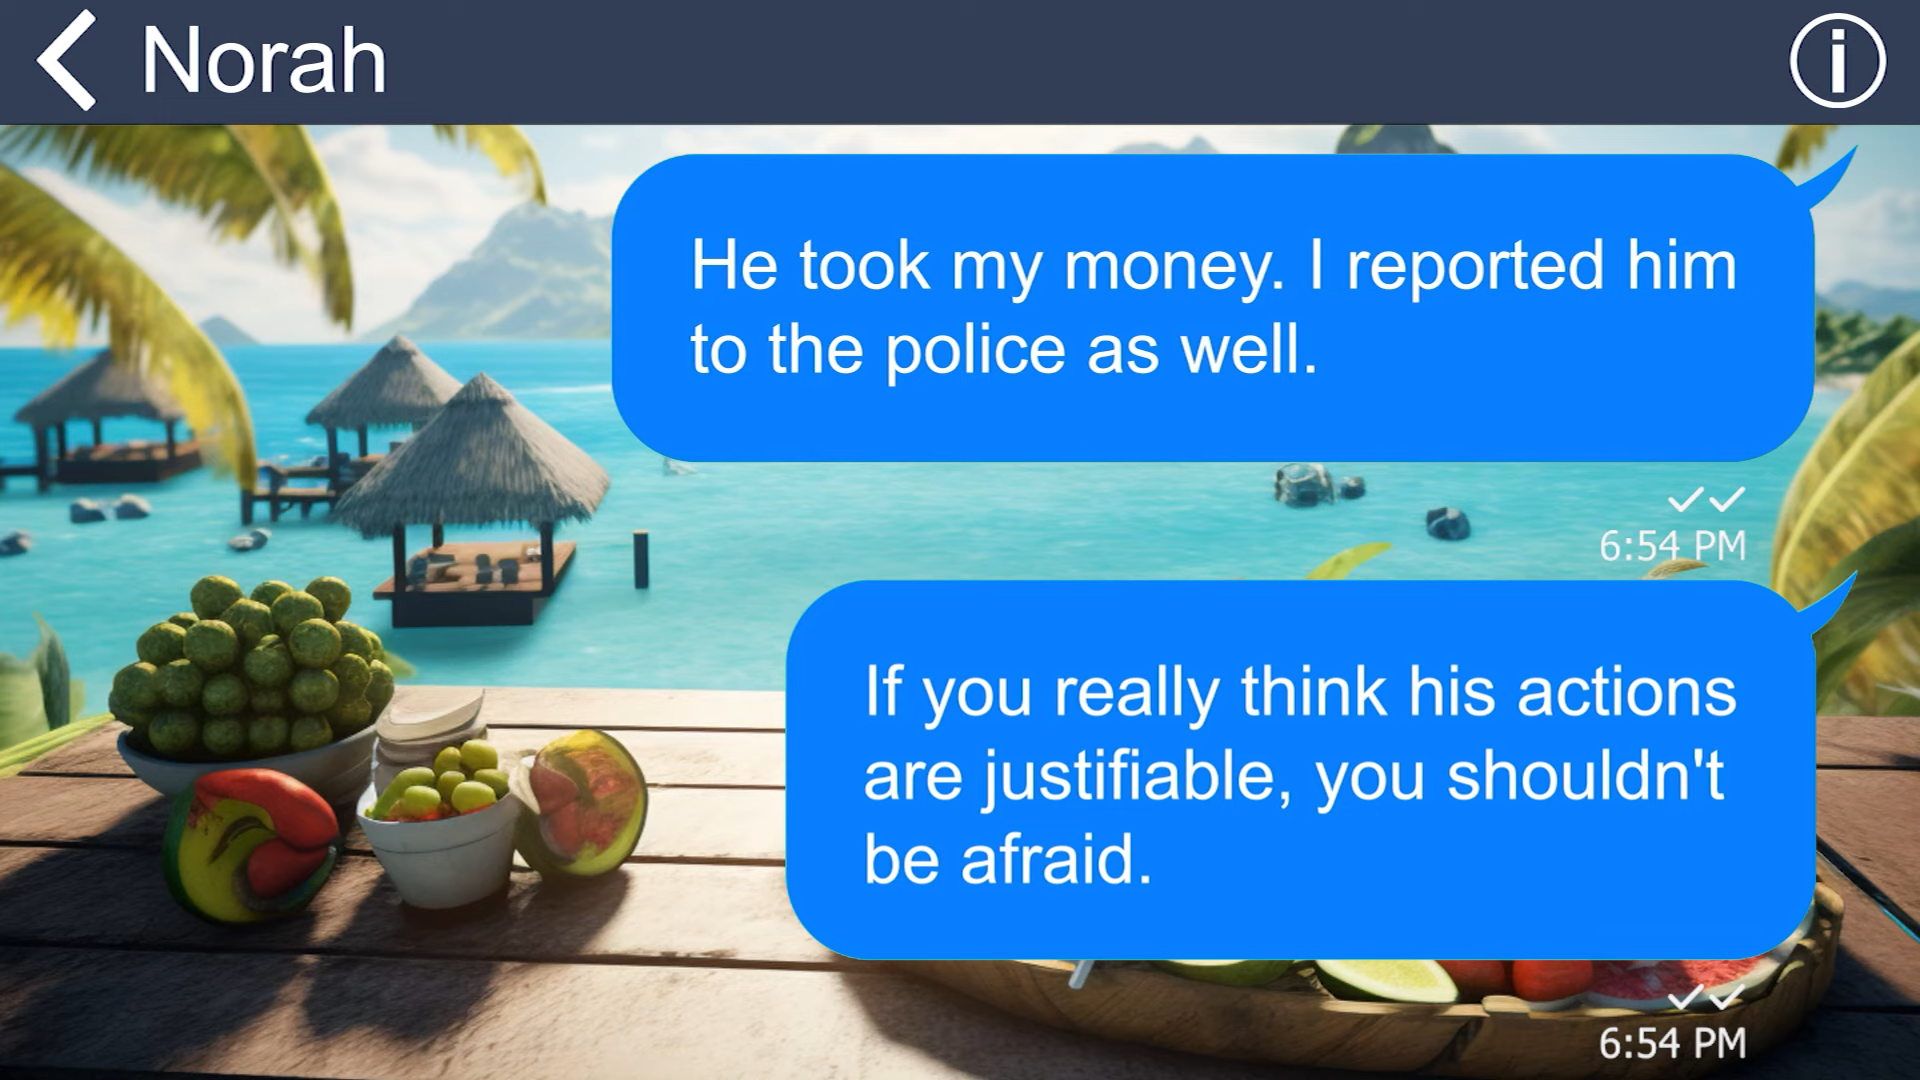 Norah
He took my money. I reported him
to the police as well.
6:54 PM
If you really think his actions
are justifiable, you shouldn't
be afraid.
6:54 PM